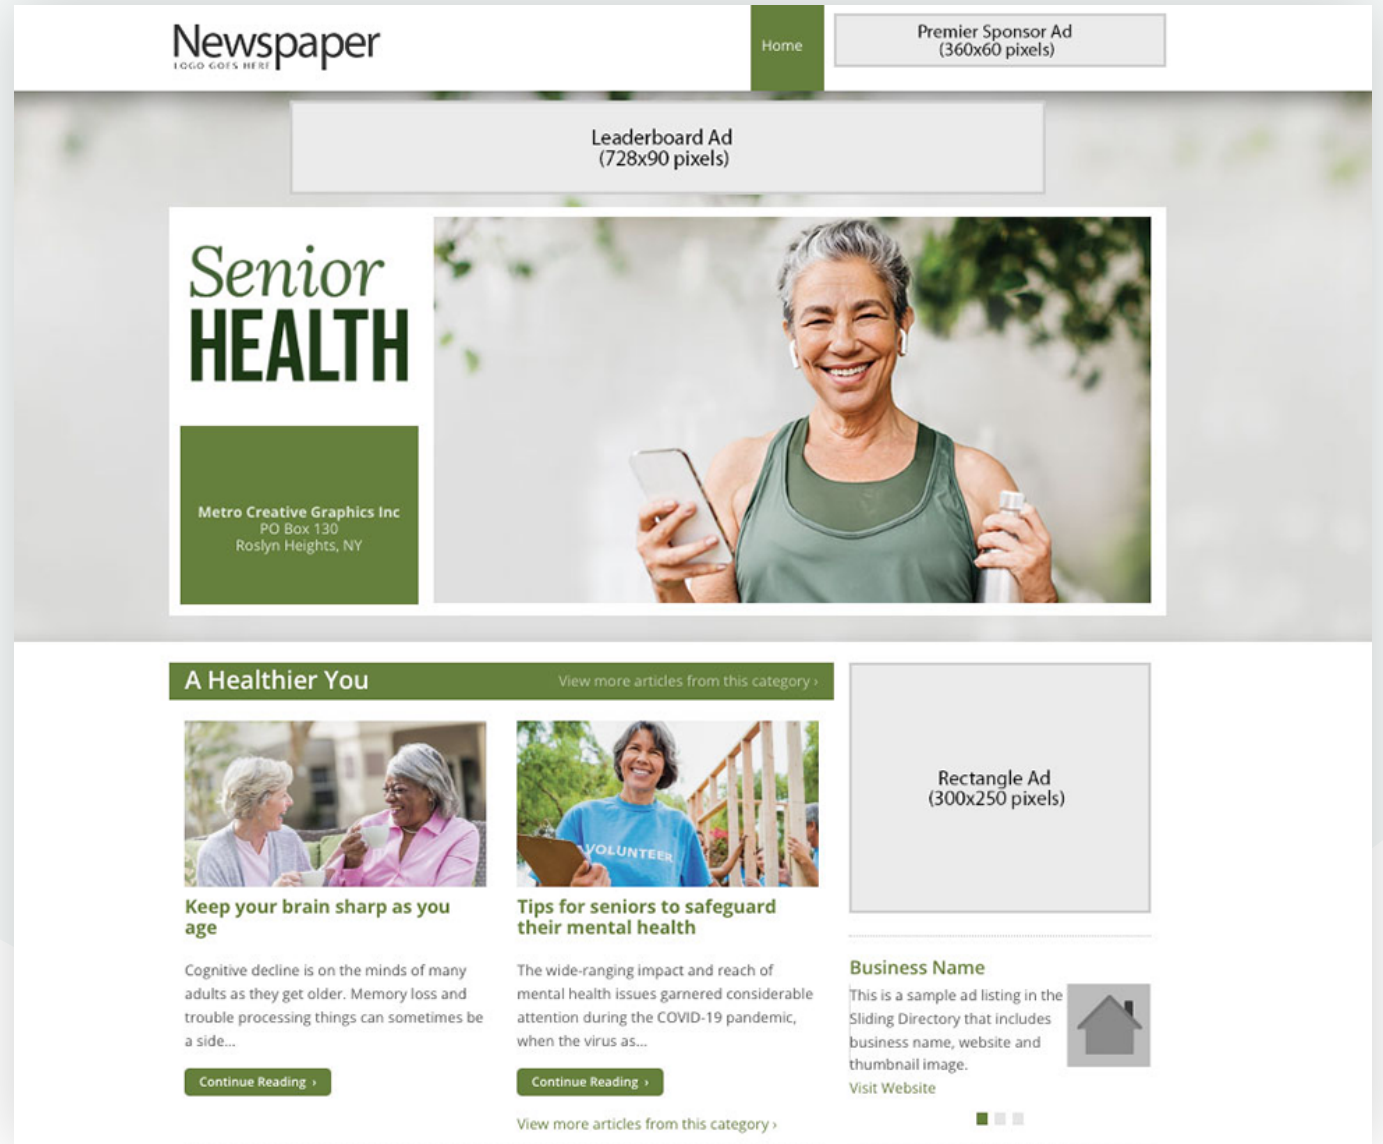 Newspaper
LOGO GOES HERE
Home
Premier Sponsor Ad
(360x60 pixels)
Leaderboard Ad
(728x90 pixels)
Senior
HEALTH
Metro Creative Graphics Inc
PO Box 130
Roslyn Heights, NY
A Healthier You
View more articles from this category ›
VOLUNTEER
Keep your brain sharp as you
age
Cognitive decline is on the minds of many
adults as they get older. Memory loss and
trouble processing things can sometimes be
a side...
Continue Reading ›
Tips for seniors to safeguard
their mental health
The wide-ranging impact and reach of
mental health issues garnered considerable
attention during the COVID-19 pandemic,
when the virus as...
Continue Reading ›
View more articles from this category ›
Rectangle Ad
(300x250 pixels)
Business Name
This is a sample ad listing in the
Sliding Directory that includes
business name, website and
thumbnail image.
Visit Website